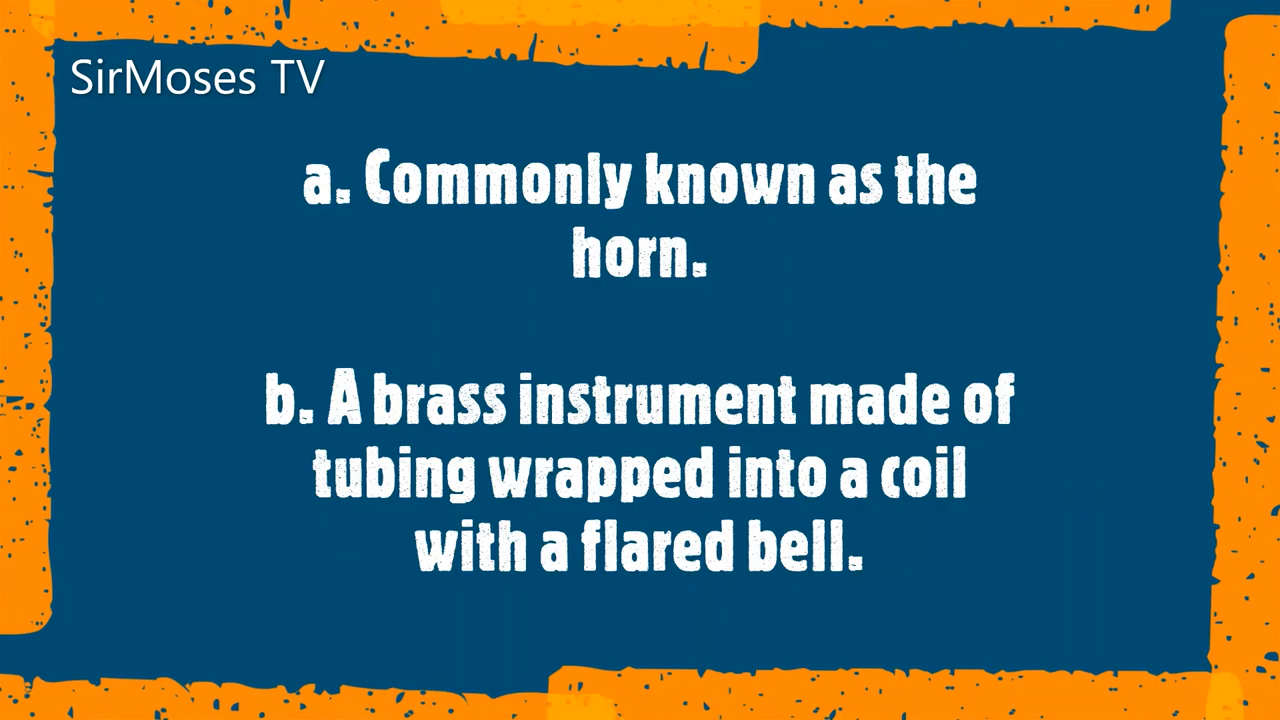 SirMoses TV
a. Commonly known as the
horn.
b. A brass instrument made of
tubing wrapped into a coil
with a flared bell.